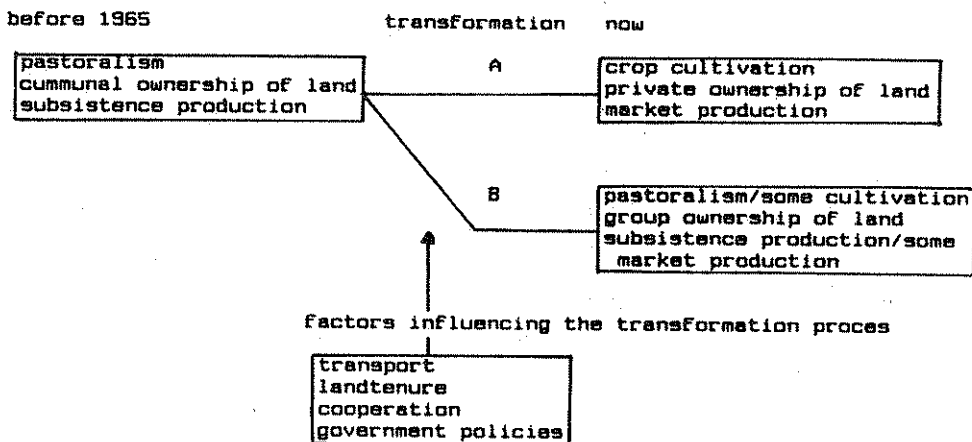 before 1965 transformation now
pastoralism
cummunal ownership of land
subsistence production
A
crop cultivation
private ownership of land
market production
B
pastoralism/some cultivation
group ownership of land
subsistence production/some
market production
factors influencing the transformation proces
transport
landtenure
cooperation
government policies